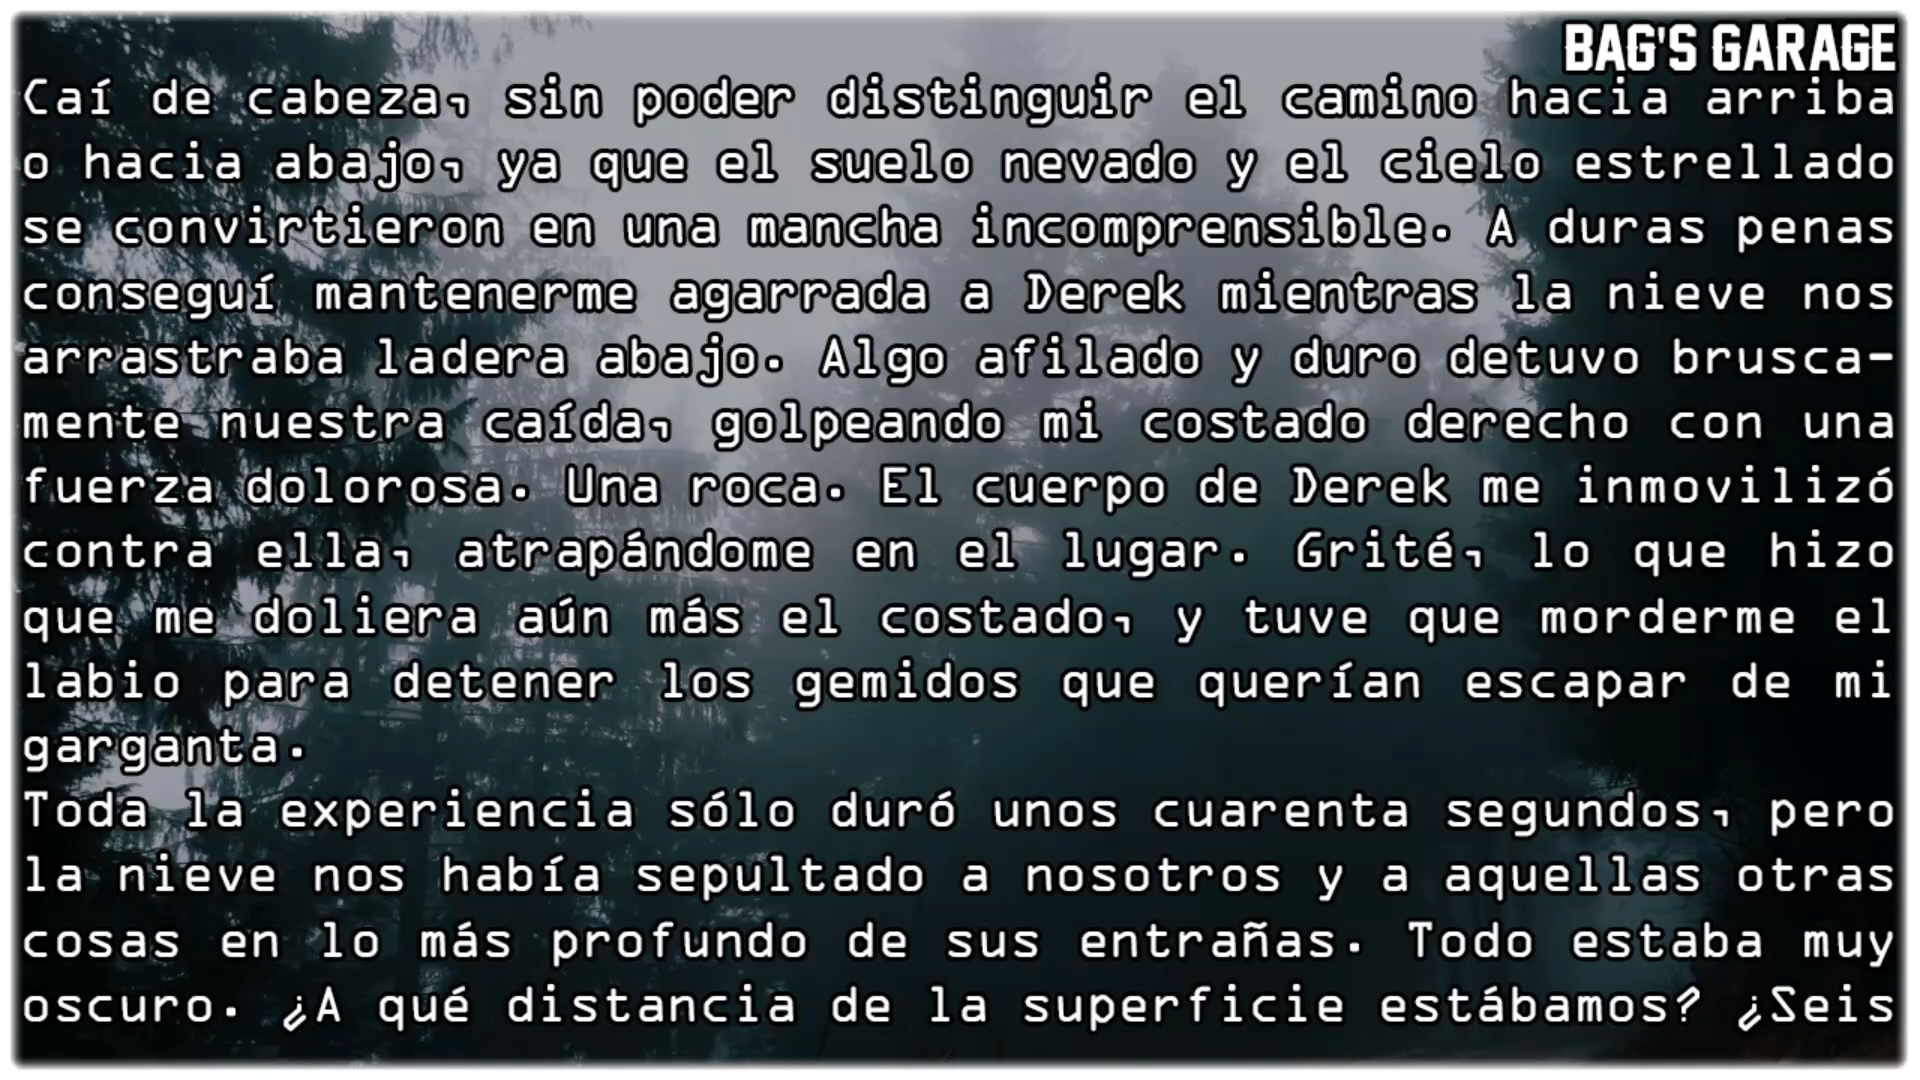 BAG'S GARAGE
Caí de cabeza, sin poder distinguir el camino hacia arriba
o hacia abajo, ya que el suelo nevado y el cielo estrellado
se convirtieron en una mancha incomprensible. A duras penas
conseguí mantenerme agarrada a Derek mientras la nieve nos
arrastraba ladera abajo. Algo afilado y duro detuvo brusca-
mente nuestra caída, golpeando mi costado derecho con una
fuerza dolorosa. Una roca. El cuerpo de Derek me inmovilizó
contra ella, atrapándome en el lugar. Grité, lo que hizo
que me doliera aún más el costado, y tuve que morderme el
labio para detener los gemidos que querían escapar de mi
garganta.
Toda la experiencia sólo duró unos cuarenta segundos, pero
la nieve nos había sepultado a nosotros y a aquellas otras
cosas en lo más profundo de sus entrañas. Todo estaba muy
oscuro. ¿A qué distancia de la superficie estábamos? ¿Seis